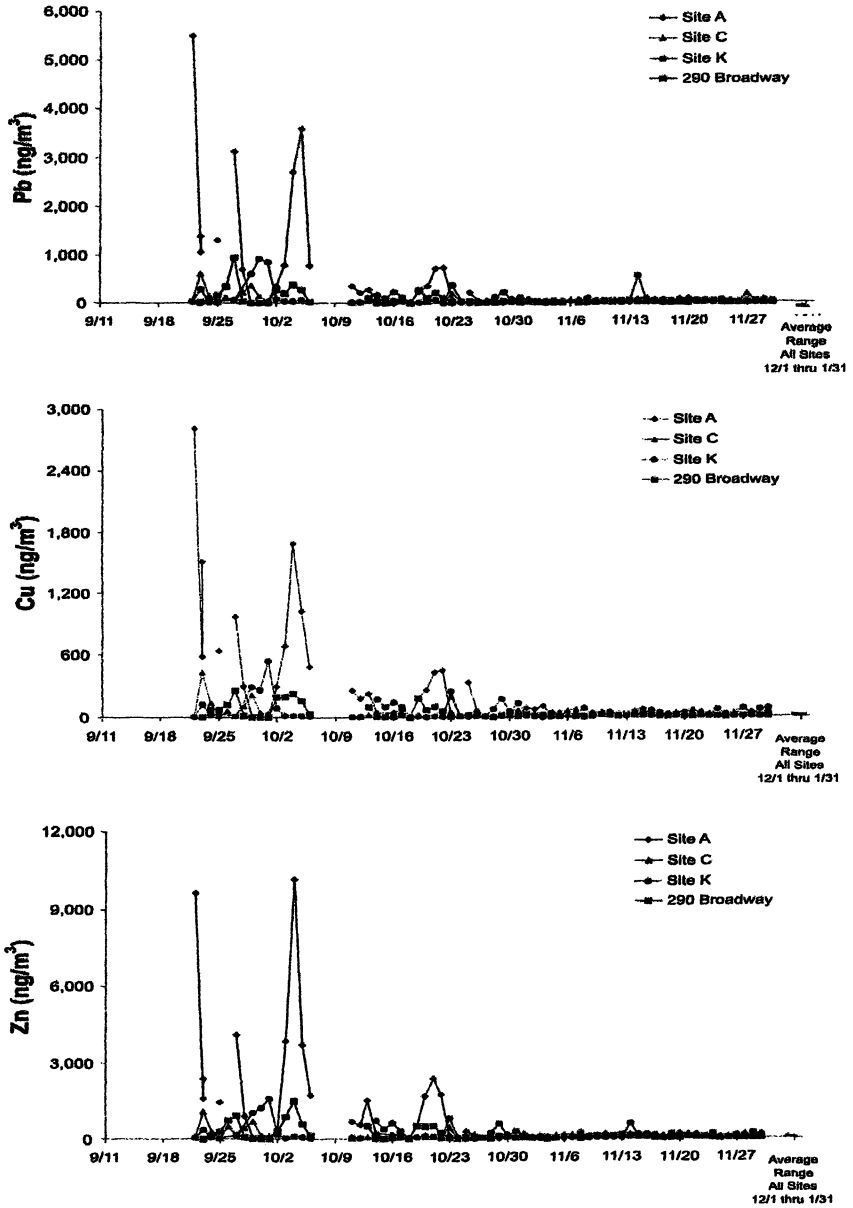 6,000
5,000
4,000
3,000
2,000
1,000
0
Pb (ng/m³)
Site A
Site C
Site K
290 Broadway
9/11 9/18 9/25 10/2 10/9 10/16 10/23 10/30 11/6 11/13 11/20 11/27
Average
Range
All Sites
12/1 thru 1/31
3,000
2,400
1,800
1,200
600
0
Cu (ng/m³)
Site A
Site C
Site K
290 Broadway
9/11 9/18 9/25 10/2 10/9 10/16 10/23 10/30 11/6 11/13 11/20 11/27
Average
Range
All Sites
12/1 thru 1/31
12,000
9,000
6,000
3,000
0
Zn (ng/m³)
Site A
Site C
Site K
290 Broadway
9/11 9/18 9/25 10/2 10/9 10/16 10/23 10/30 11/6 11/13 11/20 11/27
Average
Range
All Sites
12/1 thru 1/31